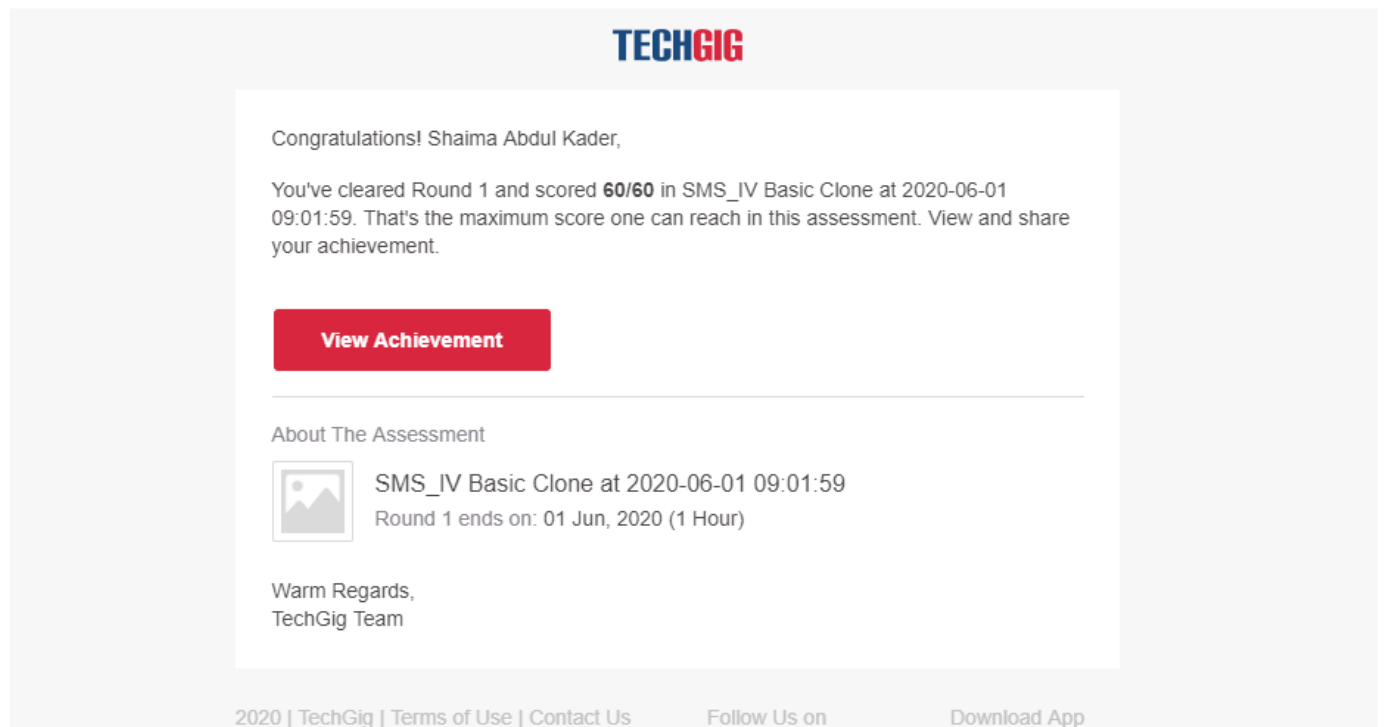 TECHGIG
Congratulations! Shaima Abdul Kader,
You've cleared Round 1 and scored 60/60 in SMS_IV Basic Clone at 2020-06-01
09:01:59. That's the maximum score one can reach in this assessment. View and share
your achievement.
View Achievement
About The Assessment
SMS_IV Basic Clone at 2020-06-01 09:01:59
Round 1 ends on: 01 Jun, 2020 (1 Hour)
Warm Regards,
TechGig Team
2020 | TechGig | Terms of Use | Contact Us Follow Us on Download App